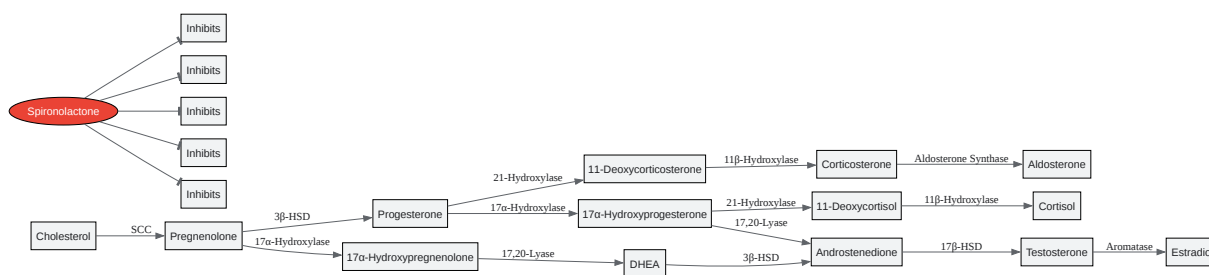 Inhibits
Inhibits
Spironolactone
Inhibits
Inhibits
Inhibits
11β-Hydroxylase
Aldosterone Synthase
11-Deoxycorticosterone
Corticosterone
Aldosterone
21-Hydroxylase
3β-HSD
Progesterone
17α-Hydroxylase
17α-Hydroxyprogesterone
21-Hydroxylase
11-Deoxycortisol
11β-Hydroxylase
Cortisol
Cholesterol
SCC
Pregnenolone
17α-Hydroxylase
17,20-Lyase
17α-Hydroxypregnenolone
17,20-Lyase
DHEA
3β-HSD
Androstenedione
17β-HSD
Testosterone
Aromatase
Estradio